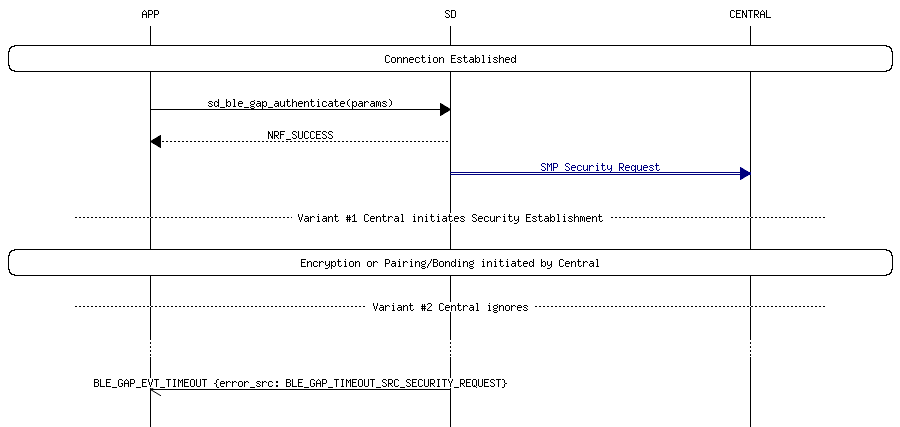 APP SD CENTRAL
Connection Established
sd_ble_gap_authenticate(params)
NRF_SUCCESS
SMP Security Request
Variant #1 Central initiates Security Establishment
Encryption or Pairing/Bonding initiated by Central
Variant #2 Central ignores
BLE_GAP_EVT_TIMEOUT {error_src: BLE_GAP_TIMEOUT_SRC_SECURITY_REQUEST}